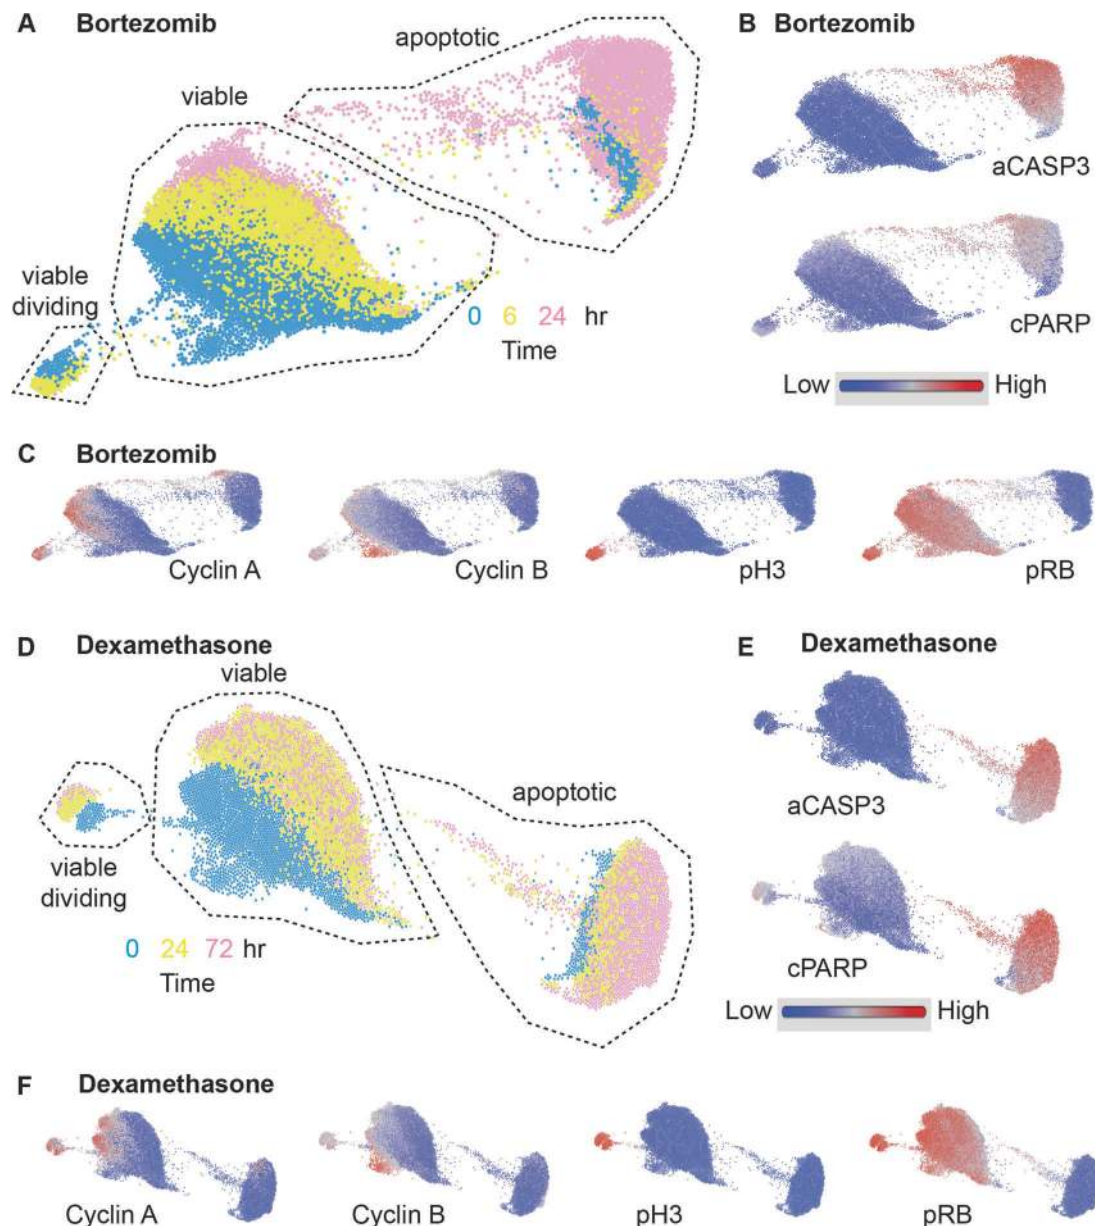 A Bortezomib
apoptotic
viable
viable
dividing
0 6 24 hr
Time
B Bortezomib
aCASP3
cPARP
Low High
C Bortezomib
Cyclin A
Cyclin B
pH3
pRB
D Dexamethasone
viable
apoptotic
viable
dividing
0 24 72 hr
Time
E Dexamethasone
aCASP3
cPARP
Low High
F Dexamethasone
Cyclin A
Cyclin B
pH3
pRB